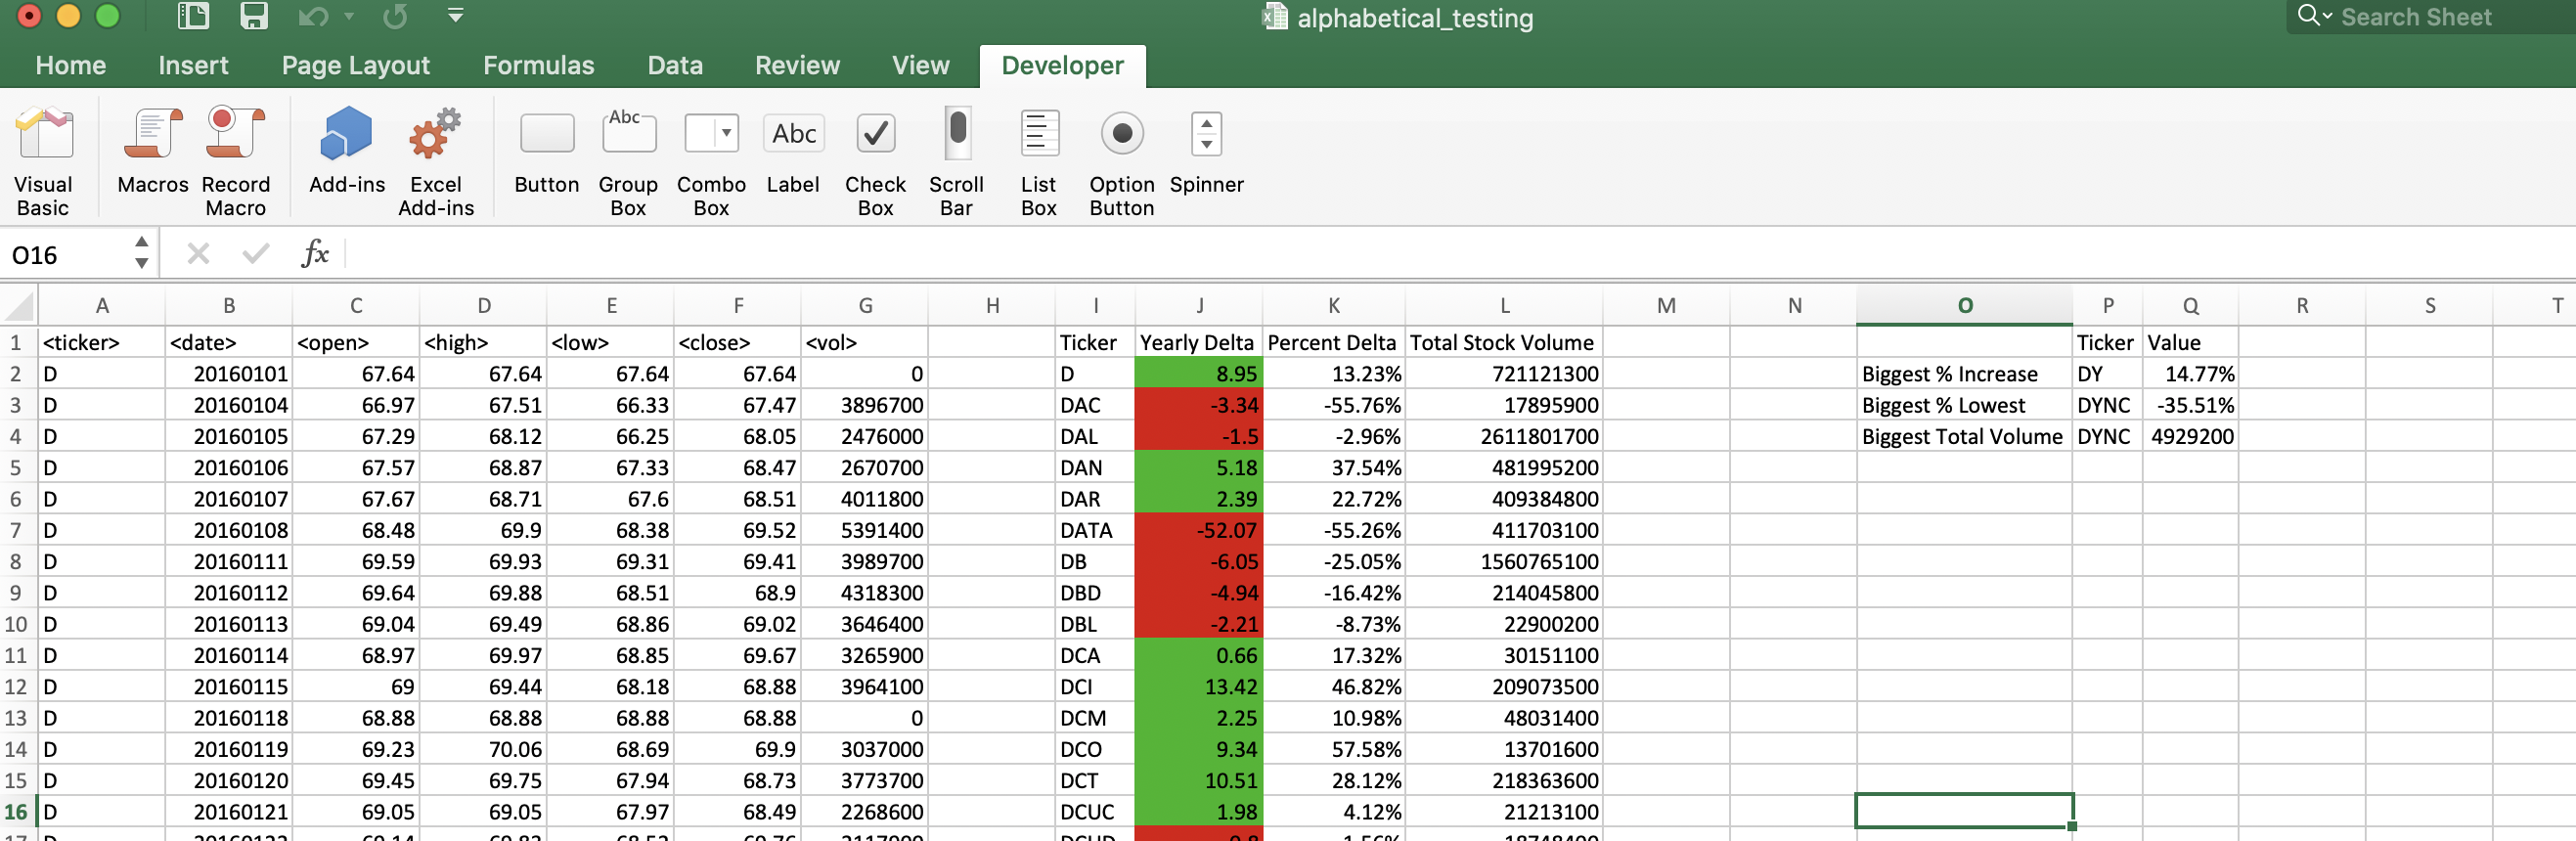 alphabetical_testing
Search Sheet
Home Insert Page Layout Formulas Data Review View Developer
Abc Abc
Visual Basic Macros Record Macro Add-ins Excel Add-ins Button Group Box Combo Box Label Check Box Scroll Bar List Box Option Button Spinner
O16 fx
A B C D E F G H I J K L M N O P Q R S T
1 <ticker> <date> <open> <high> <low> <close> <vol> Ticker Yearly Delta Percent Delta Total Stock Volume Ticker Value
2 D 20160101 67.64 67.64 67.64 67.64 0 D 8.95 13.23% 721121300 Biggest % Increase DY 14.77%
3 D 20160104 66.97 67.51 66.33 67.47 3896700 DAC -3.34 -55.76% 17895900 Biggest % Lowest DYNC -35.51%
4 D 20160105 67.29 68.12 66.25 68.05 2476000 DAL -1.5 -2.96% 2611801700 Biggest Total Volume DYNC 4929200
5 D 20160106 67.57 68.87 67.33 68.47 2670700 DAN 5.18 37.54% 481995200
6 D 20160107 67.67 68.71 67.6 68.51 4011800 DAR 2.39 22.72% 409384800
7 D 20160108 68.48 69.9 68.38 69.52 5391400 DATA -52.07 -55.26% 411703100
8 D 20160111 69.59 69.93 69.31 69.41 3989700 DB -6.05 -25.05% 1560765100
9 D 20160112 69.64 69.88 68.51 68.9 4318300 DBD -4.94 -16.42% 214045800
10 D 20160113 69.04 69.49 68.86 69.02 3646400 DBL -2.21 -8.73% 22900200
11 D 20160114 68.97 69.97 68.85 69.67 3265900 DCA 0.66 17.32% 30151100
12 D 20160115 69 69.44 68.18 68.88 3964100 DCI 13.42 46.82% 209073500
13 D 20160118 68.88 68.88 68.88 68.88 0 DCM 2.25 10.98% 48031400
14 D 20160119 69.23 70.06 68.69 69.9 3037000 DCO 9.34 57.58% 13701600
15 D 20160120 69.45 69.75 67.94 68.73 3773700 DCT 10.51 28.12% 218363600
16 D 20160121 69.05 69.05 67.97 68.49 2268600 DCUC 1.98 4.12% 21213100